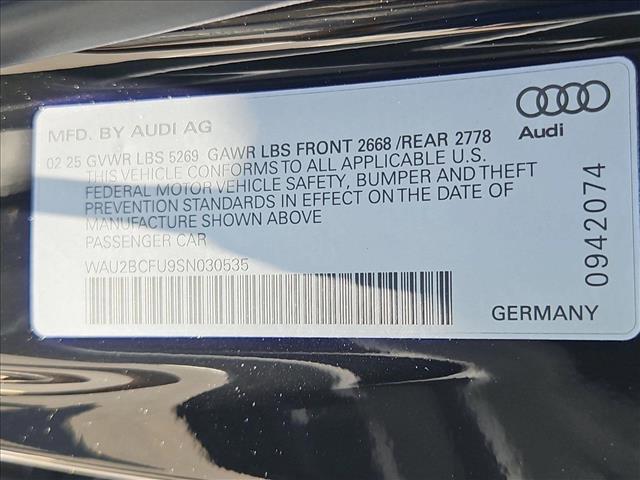 MFD. BY AUDI AG
Audi
02 25 GVWR LBS 5269 GAWR LBS FRONT 2668 /REAR 2778
THIS VEHICLE CONFORMS TO ALL APPLICABLE U.S.
FEDERAL MOTOR VEHICLE SAFETY, BUMPER AND THEFT
PREVENTION STANDARDS IN EFFECT ON THE DATE OF
MANUFACTURE SHOWN ABOVE
PASSENGER CAR
WAU2BCFU9SN030535
GERMANY
0942074